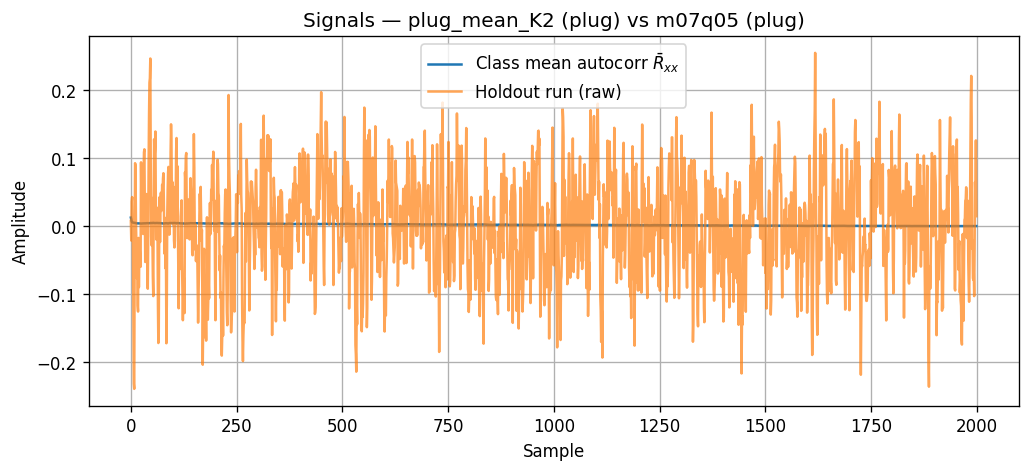 Signals — plug_mean_K2 (plug) vs m07q05 (plug)
Class mean autocorr R̄xx
Holdout run (raw)
Amplitude
0.2
0.1
0.0
−0.1
−0.2
0 250 500 750 1000 1250 1500 1750 2000
Sample